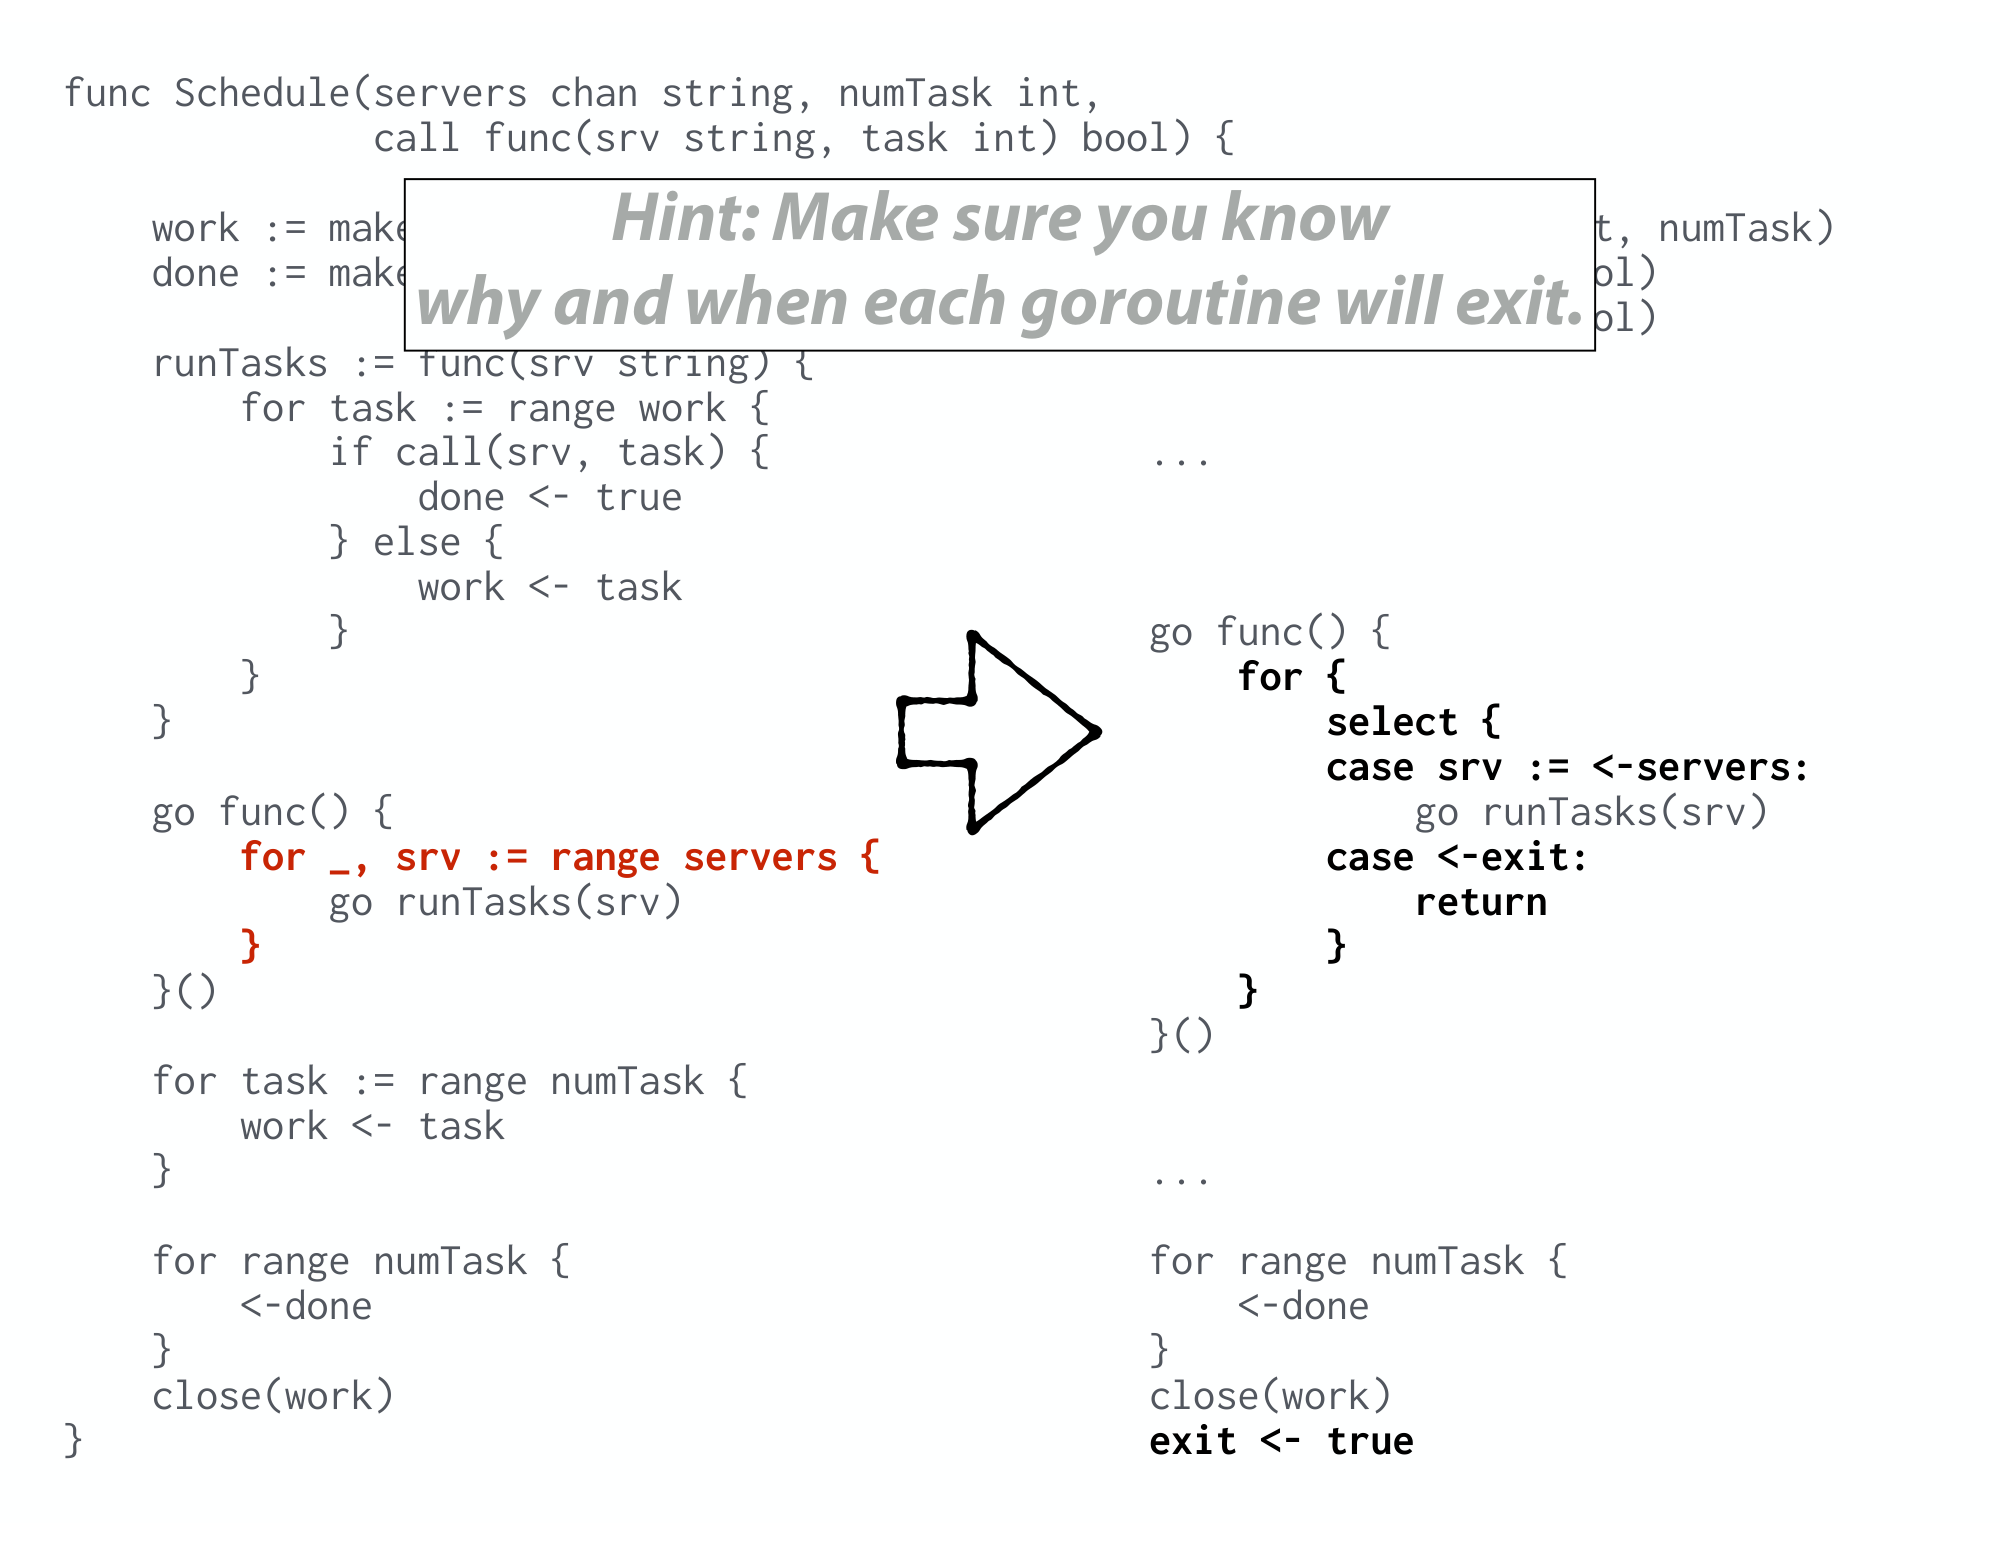 func Schedule(servers chan string, numTask int,
call func(srv string, task int) bool) {
Hint: Make sure you know
why and when each goroutine will exit.
work := make
done := make
runTasks := func(srv string) {
for task := range work {
if call(srv, task) {
done <- true
} else {
work <- task
}
}
}
go func() {
for _, srv := range servers {
go runTasks(srv)
}
}()
for task := range numTask {
work <- task
}
for range numTask {
<-done
}
close(work)
}
t, numTask)
ol)
ol)
...
go func() {
for {
select {
case srv := <-servers:
go runTasks(srv)
case <-exit:
return
}
}
}()
...
for range numTask {
<-done
}
close(work)
exit <- true